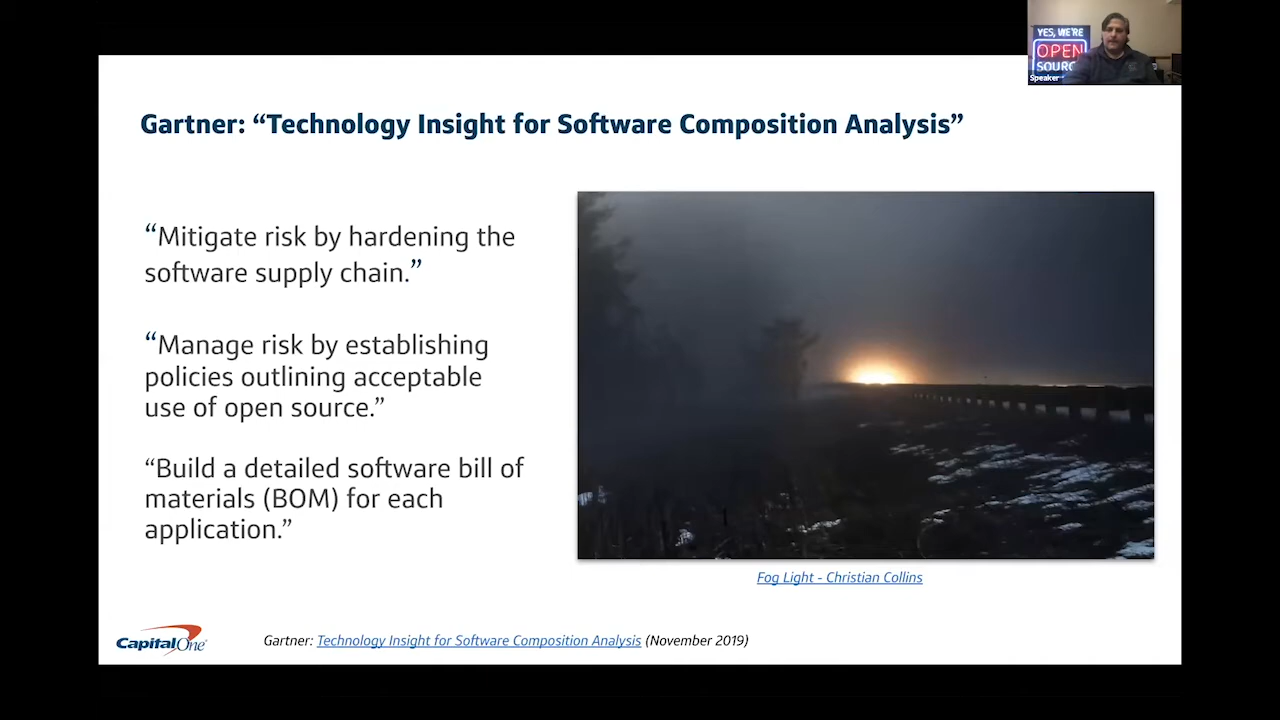 YES, WE'RE
OPEN
SOURC
Speaker
Gartner: “Technology Insight for Software Composition Analysis”
“Mitigate risk by hardening the
software supply chain.”
“Manage risk by establishing
policies outlining acceptable
use of open source.”
“Build a detailed software bill of
materials (BOM) for each
application.”
Fog Light - Christian Collins
Capital One
Gartner: Technology Insight for Software Composition Analysis (November 2019)